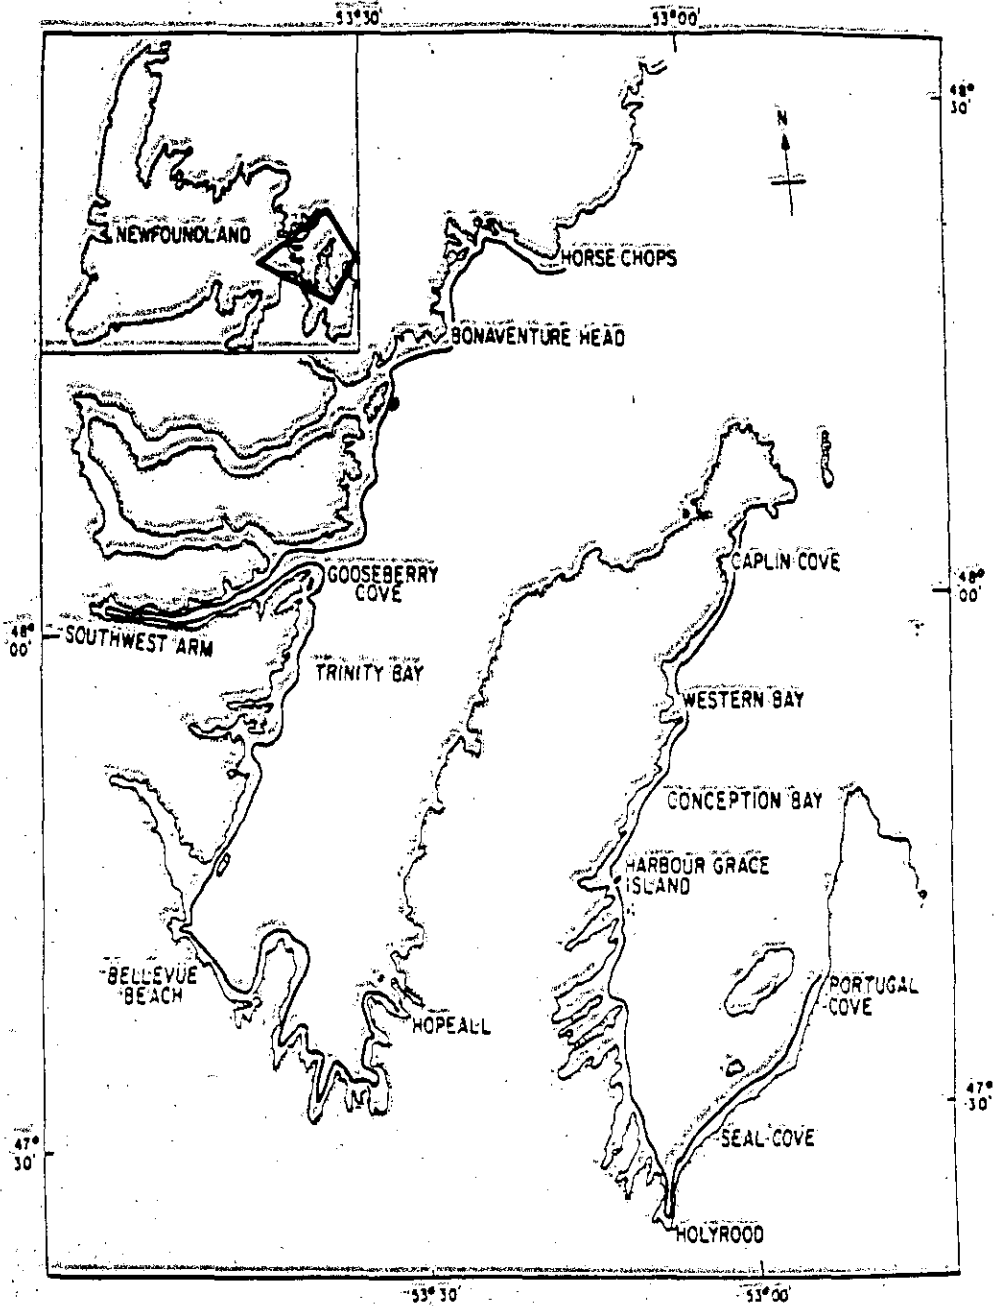 53°30'
53°00'
48°
30'
N
NEWFOUNDLAND
HORSE CHOPS
BONAVENTURE HEAD
CAPLIN COVE
GOOSEBERRY
COVE
48°
00'
48°
00'
SOUTHWEST ARM
TRINITY BAY
WESTERN BAY
CONCEPTION BAY
HARBOUR GRACE
ISLAND
BELLEVUE
BEACH
PORTUGAL
COVE
HOPEALL
47°
30'
SEAL COVE
47°
30'
HOLYROOD
53°30'
53°00'